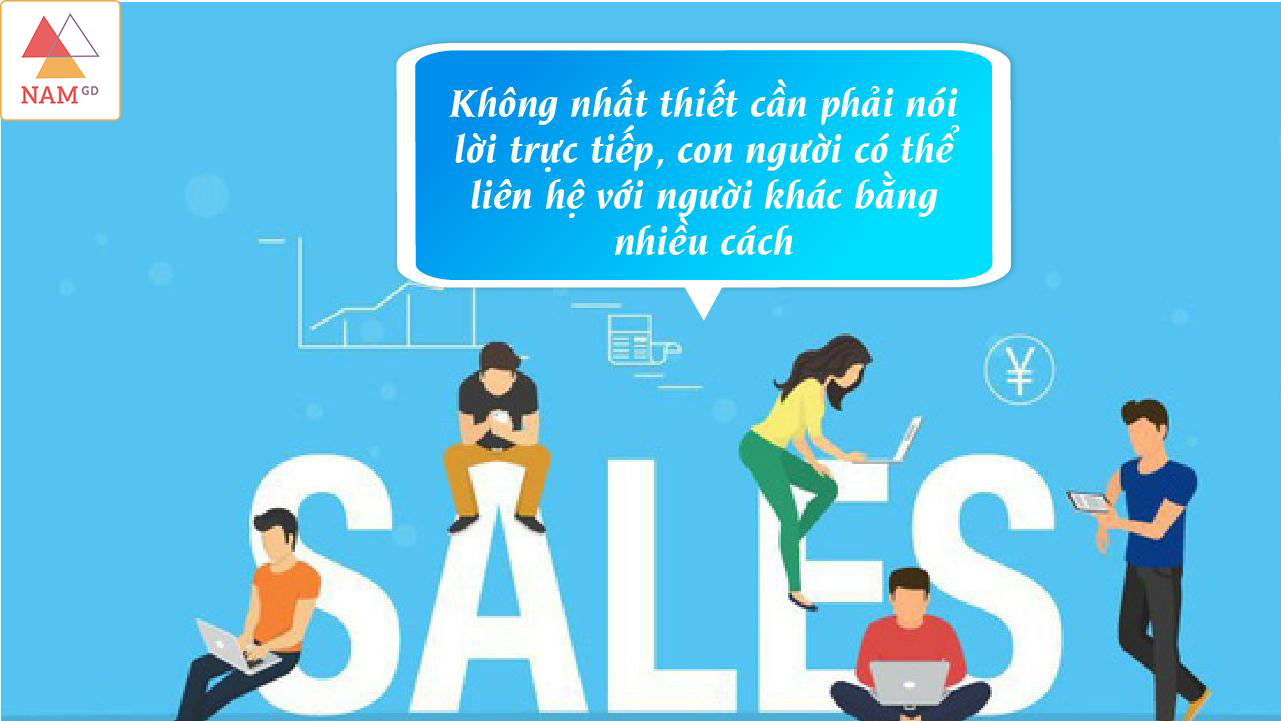 NAM GD
Không nhất thiết cần phải nói
lời trực tiếp, con người có thể
liên hệ với người khác bằng
nhiều cách
¥
SALES